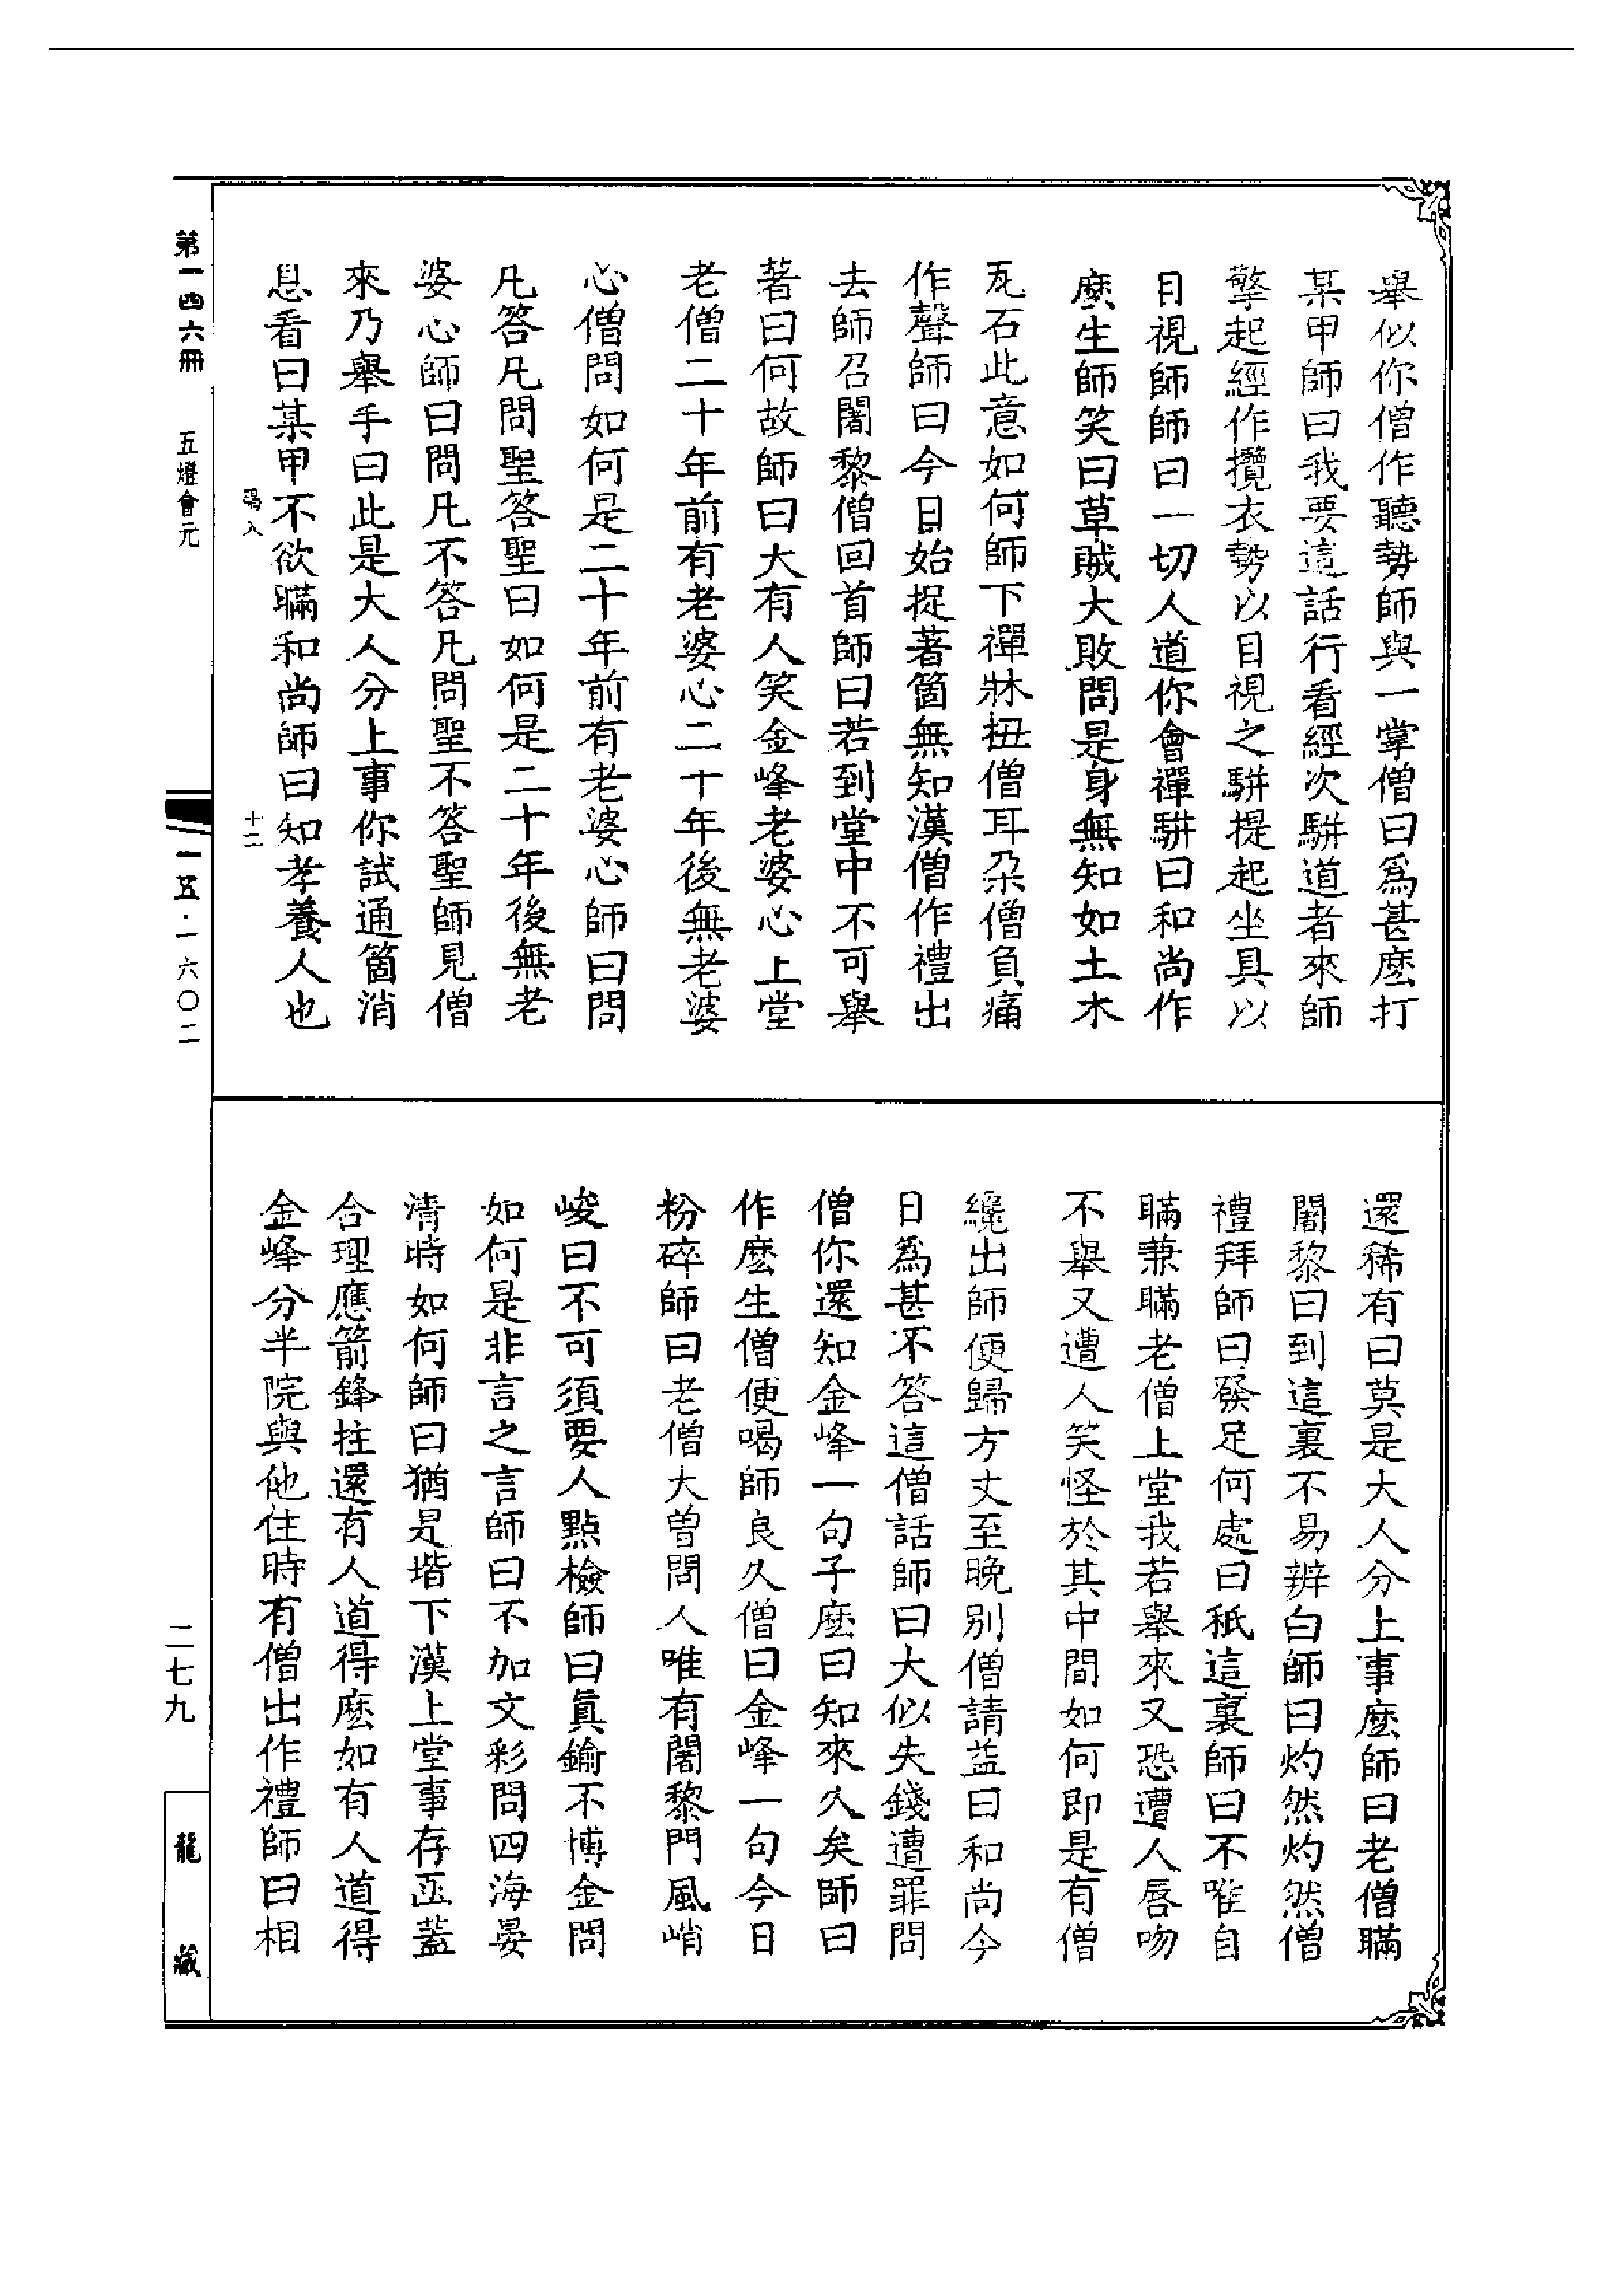 舉似你僧作聽勢師與一掌僧曰爲甚麽打
某甲師曰我要這話行看經次駢道者來師
擎起經作攬衣勢以目視之駢提起坐具以
目視師師曰一切人道你會禪駢曰和尚作
麽生師笑曰草賊大敗問是身無知如土木
瓦石此意如何師下禪牀扭僧耳朶僧負痛
作聲師曰今日始捉著箇無知漢僧作禮出
去師召闍黎僧回首師曰若到堂中不可舉
著曰何故師曰大有人笑金峰老婆心上堂
老僧二十年前有老婆心二十年後無老婆
心僧問如何是二十年前有老婆心師曰問
凡答凡問聖答聖曰如何是二十年後無老
婆心師曰問凡不答凡問聖不答聖師見僧
來乃舉手曰此是大人分上事你試通箇消
息看曰某甲不欲瞞和尚師曰知孝養人也
還稀有曰莫是大人分上事麽師曰老僧瞞
闍黎曰到這裏不易辨白師曰灼然灼然僧
禮拜師曰發足何處曰秖這裏師曰不唯自
瞞兼瞞老僧上堂我若舉來又恐遭人唇吻
不舉又遭人笑怪於其中間如何即是有僧
纔出師便歸方丈至晚別僧請益曰和尚今
日爲甚不答這僧話師曰大似失錢遭罪問
僧你還知金峰一句子麽曰知來久矣師曰
作麽生僧便喝師良久僧曰金峰一句今日
粉碎師曰老僧大曾問人唯有闍黎門風峭
峻曰不可須要人點檢師曰眞鍮不博金問
如何是非言之言師曰不加文彩問四海晏
清時如何師曰猶是堦下漢上堂事存函蓋
合理應箭鋒拄還有人道得麽如有人道得
金峰分半院與他住時有僧出作禮師曰相
十二
第一四六冊
五燈會元
一五·一六〇二
二七九
龍藏